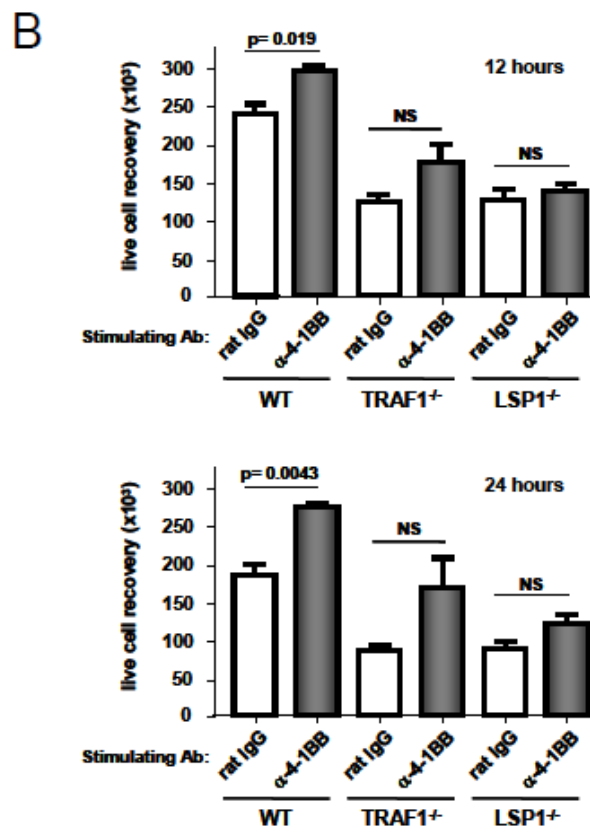 B
p= 0.019
12 hours
NS
NS
live cell recovery (x10³)
300
250
200
150
100
50
0
Stimulating Ab:
rat IgG
α-4-1BB
rat IgG
α-4-1BB
rat IgG
α-4-1BB
WT
TRAF1⁻/⁻
LSP1⁻/⁻
p= 0.0043
24 hours
NS
NS
live cell recovery (x10³)
300
200
150
100
50
0
Stimulating Ab:
rat IgG
α-4-1BB
rat IgG
α-4-1BB
rat IgG
α-4-1BB
WT
TRAF1⁻/⁻
LSP1⁻/⁻